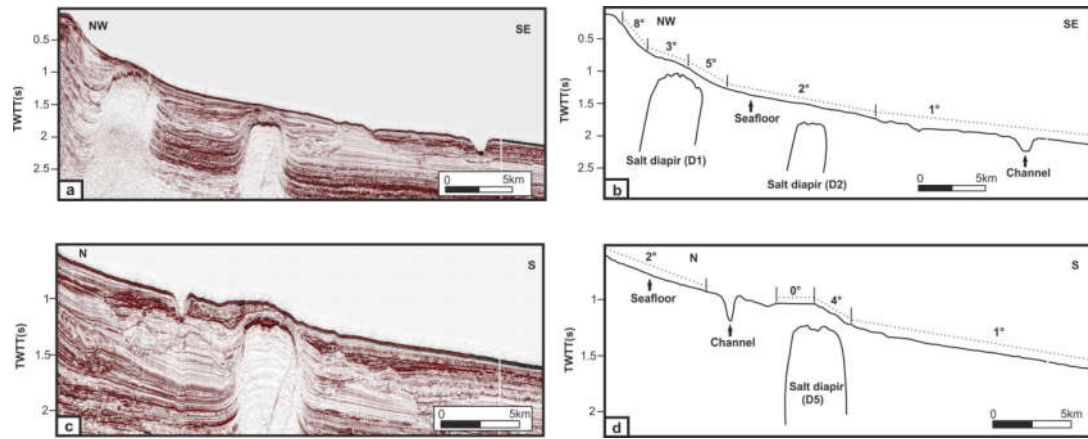 NW
SE
0.5
1
1.5
2
2.5
TWTT(s)
a
0 5km
NW
SE
0.5
1
1.5
2
2.5
TWTT(s)
8°
3°
5°
2°
1°
Seafloor
Salt diapir (D1)
Salt diapir (D2)
Channel
0 5km
b
N
S
1
1.5
2
TWTT(s)
c
0 5km
N
S
1
1.5
2
TWTT(s)
2°
0°
4°
1°
Seafloor
Channel
Salt diapir
(D5)
0 5km
d